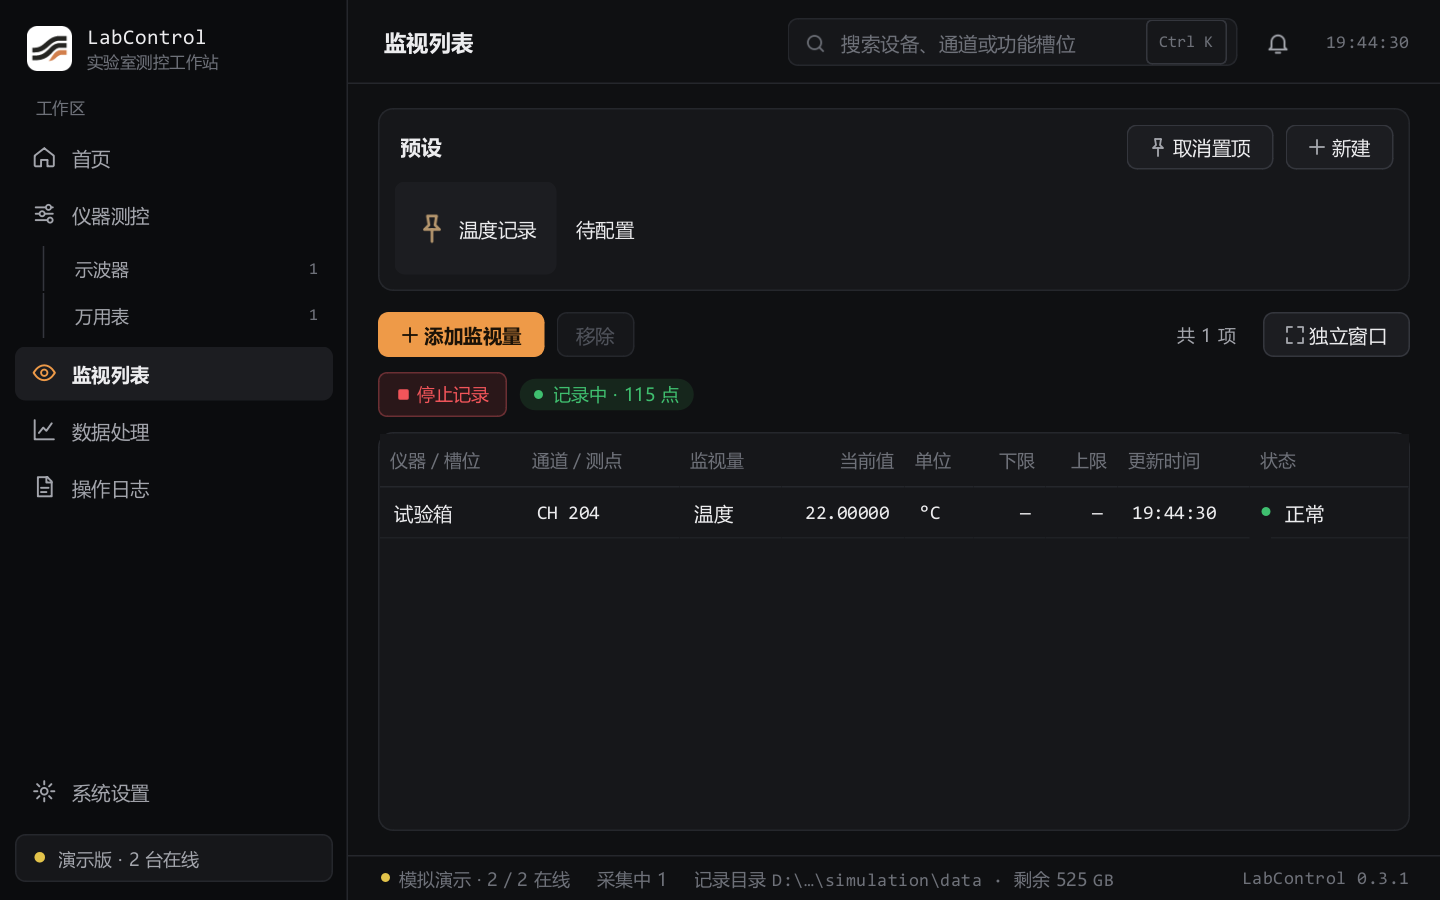 LabControl
实验室测控工作站
工作区
首页
仪器测控
示波器 1
万用表 1
监视列表
数据处理
操作日志
系统设置
演示版 · 2 台在线
监视列表
搜索设备、通道或功能槽位 Ctrl K
19:44:30
预设
取消置顶
新建
温度记录
待配置
添加监视量
移除
共 1 项
独立窗口
停止记录
记录中 · 115 点
仪器 / 槽位 通道 / 测点 监视量 当前值 单位 下限 上限 更新时间 状态
试验箱 CH 204 温度 22.00000 °C — — 19:44:30 正常
模拟演示 · 2 / 2 在线 采集中 1 记录目录 D:\…\simulation\data · 剩余 525 GB LabControl 0.3.1